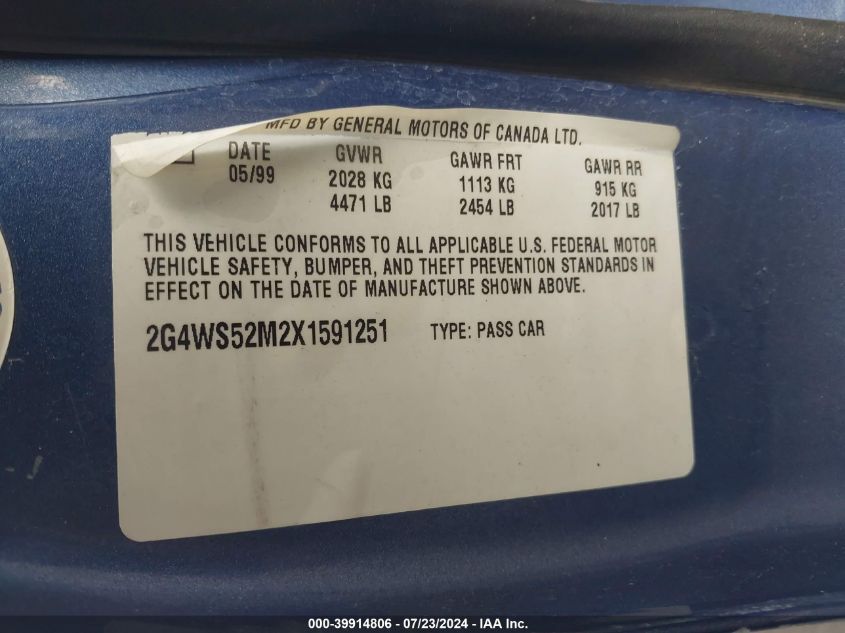 MFD BY GENERAL MOTORS OF CANADA LTD.
DATE GVWR GAWR FRT GAWR RR
05/99 2028 KG 1113 KG 915 KG
4471 LB 2454 LB 2017 LB
THIS VEHICLE CONFORMS TO ALL APPLICABLE U.S. FEDERAL MOTOR
VEHICLE SAFETY, BUMPER, AND THEFT PREVENTION STANDARDS IN
EFFECT ON THE DATE OF MANUFACTURE SHOWN ABOVE.
2G4WS52M2X1591251 TYPE: PASS CAR
000-39914806 - 07/23/2024 - IAA Inc.